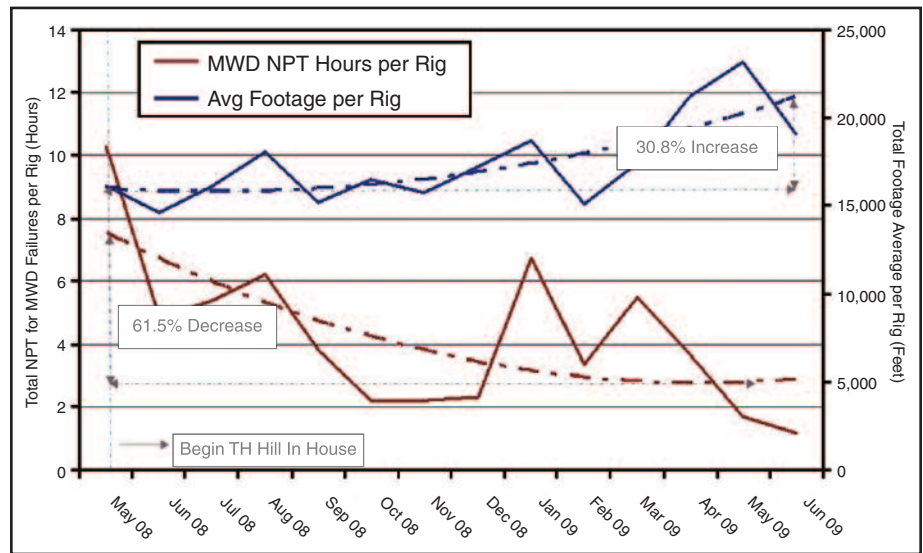 MWD NPT Hours per Rig
Avg Footage per Rig
Total NPT for MWD Failures per Rig (Hours)
14
12
10
8
6
4
2
0
25,000
20,000
15,000
10,000
5,000
0
Total Footage Average per Rig (Feet)
30.8% Increase
61.5% Decrease
Begin TH Hill In House
May 08
Jun 08
Jul 08
Aug 08
Sep 08
Oct 08
Nov 08
Dec 08
Jan 09
Feb 09
Mar 09
Apr 09
May 09
Jun 09